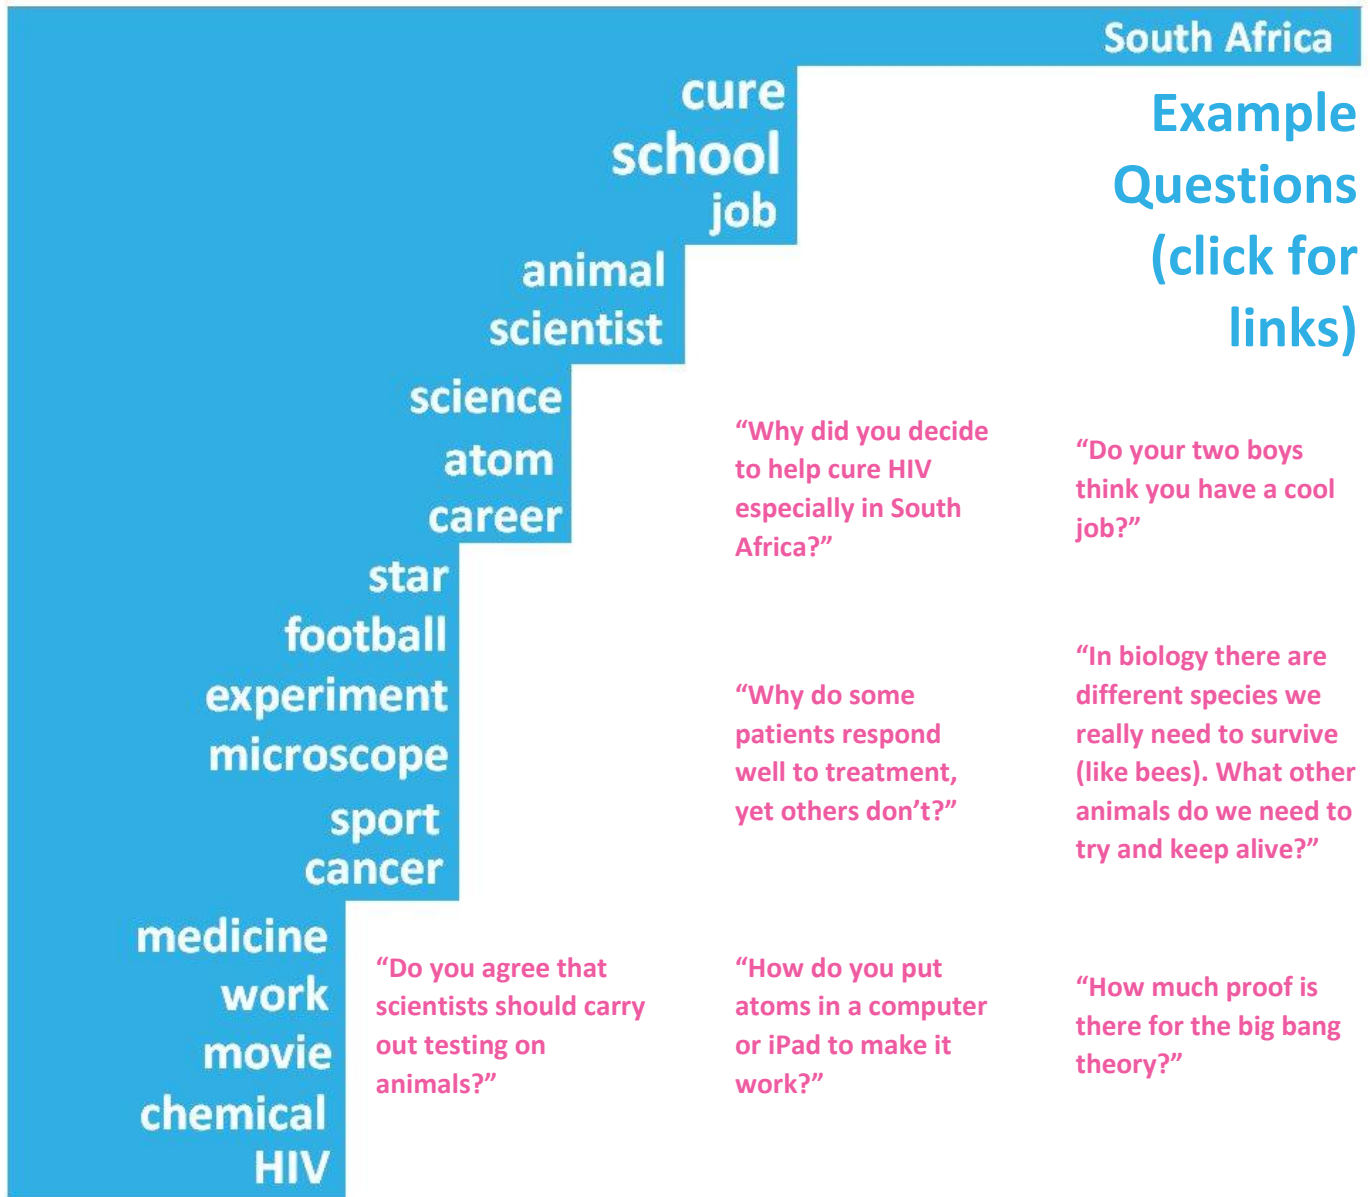 South Africa
cure
school
job
animal
scientist
science
atom
career
star
football
experiment
microscope
sport
cancer
medicine
work
movie
chemical
HIV
Example
Questions
(click for
links)
“Why did you decide
to help cure HIV
especially in South
Africa?”
“Do your two boys
think you have a cool
job?”
“Why do some
patients respond
well to treatment,
yet others don’t?”
“In biology there are
different species we
really need to survive
(like bees). What other
animals do we need to
try and keep alive?”
“Do you agree that
scientists should carry
out testing on
animals?”
“How do you put
atoms in a computer
or iPad to make it
work?”
“How much proof is
there for the big bang
theory?”